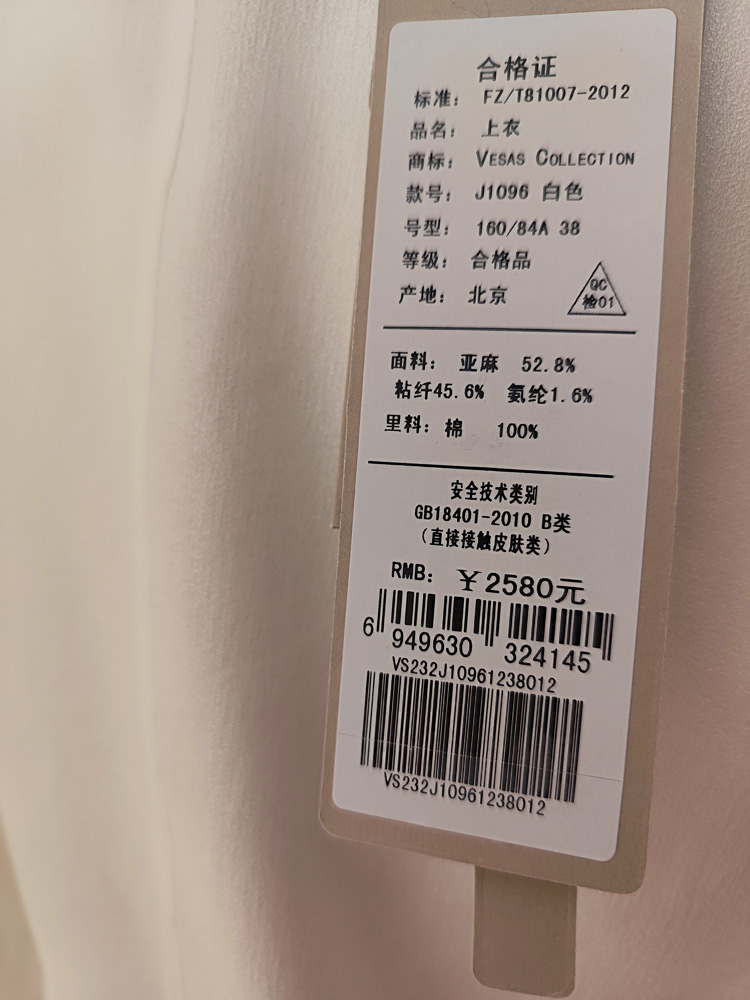 合格证
标准： FZ/T81007-2012
品名： 上衣
商标： VESAS COLLECTION
款号： J1096 白色
号型： 160/84A 38
等级： 合格品
产地： 北京
QC
检01
面料： 亚麻 52.8%
粘纤45.6% 氨纶1.6%
里料：棉 100%
安全技术类别
GB18401-2010 B类
（直接接触皮肤类）
RMB： ￥2580元
6 949630 324145
VS232J10961238012
VS232J10961238012